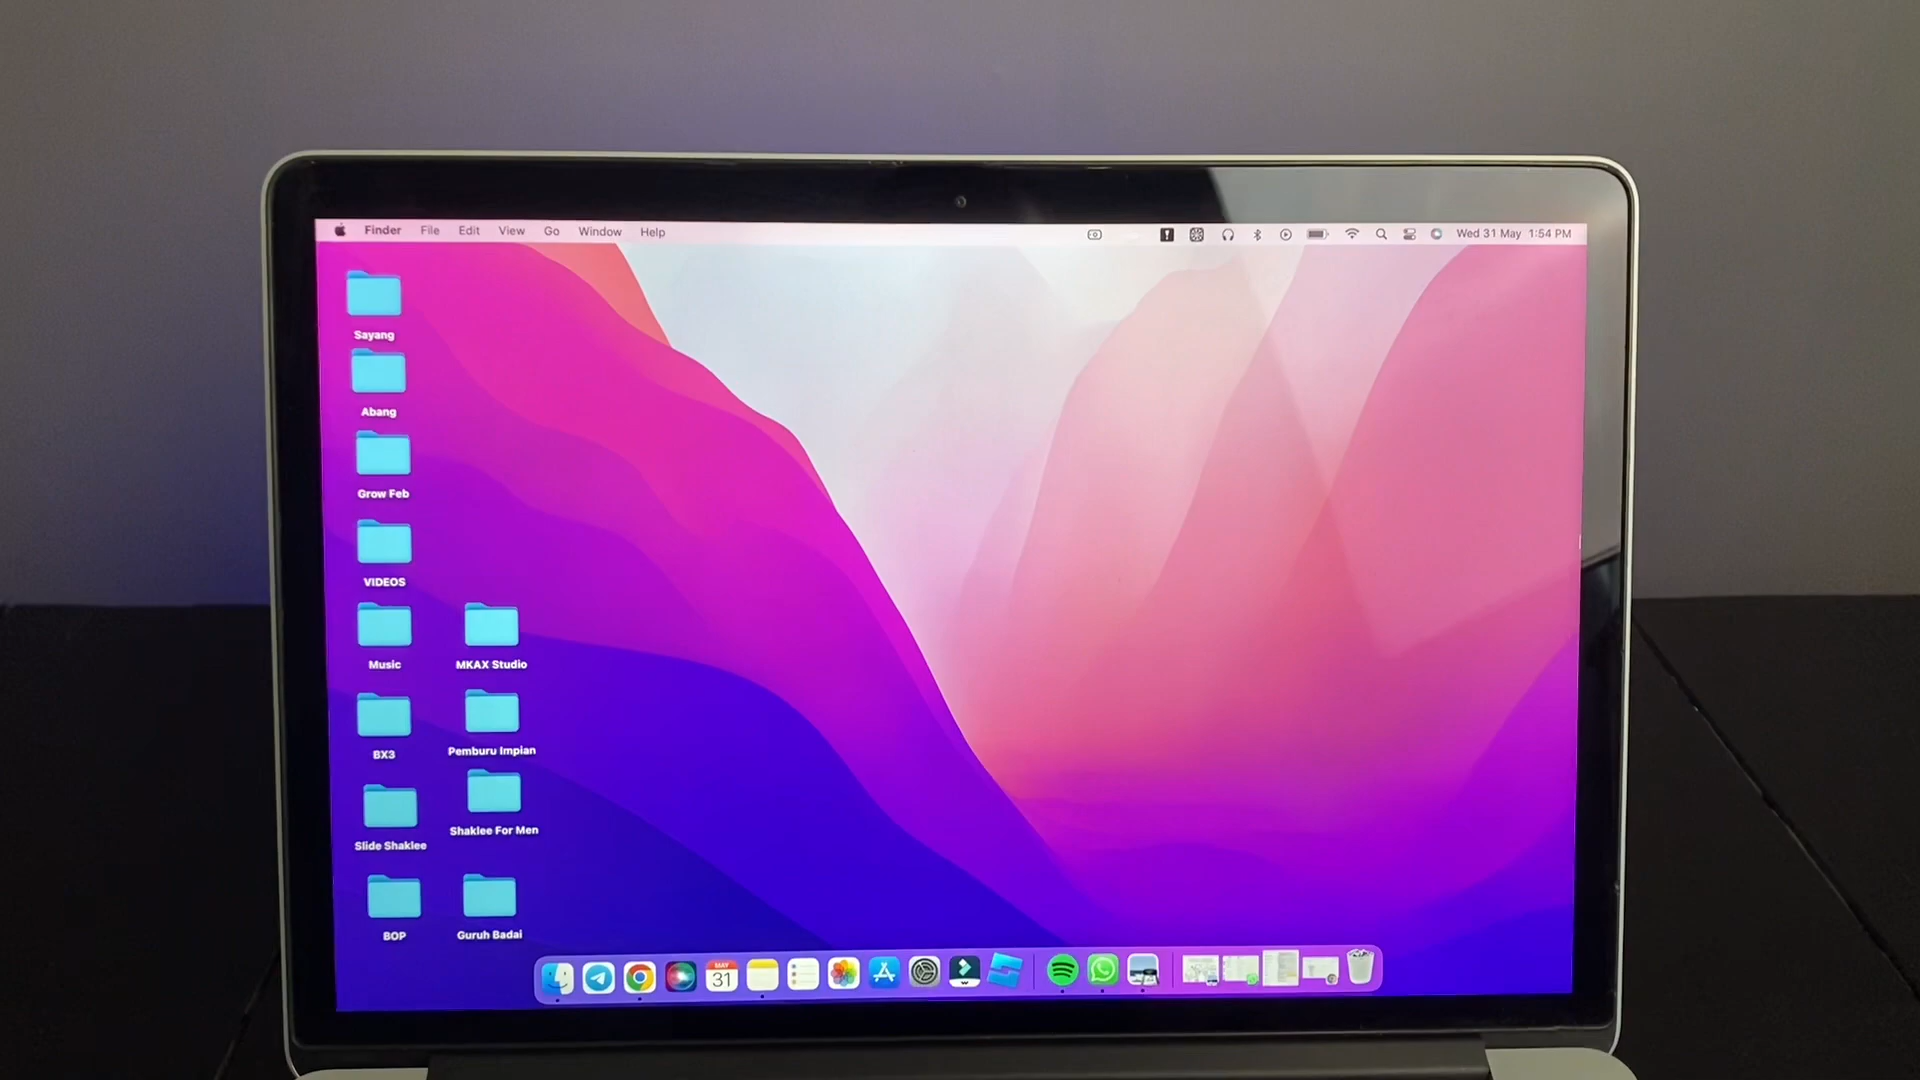 Finder File Edit View Go Window Help Wed 31 May 1:54 PM
Sayang
Abang
Grow Feb
VIDEOS
Music MKAX Studio
BX3 Pemburu Impian
Slide Shaklee Shaklee For Men
BOP Guruh Badai
MAY
31